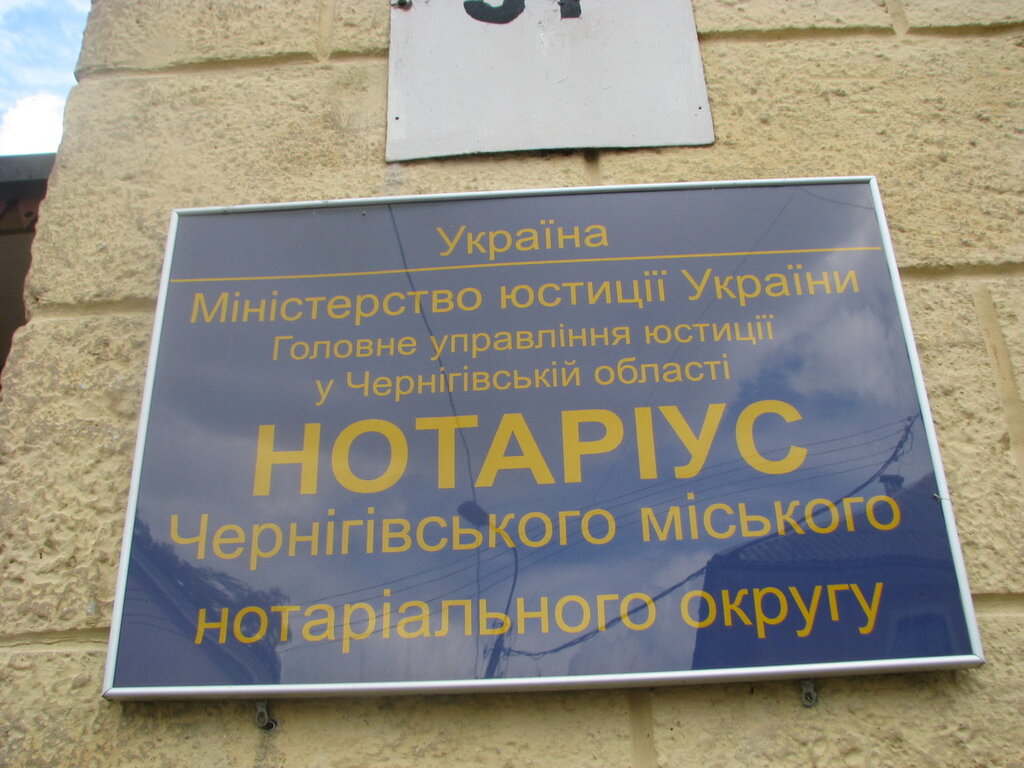 Україна
Міністерство юстиції України
Головне управління юстиції
у Чернігівській області
НОТАРІУС
Чернігівського міського
нотаріального округу